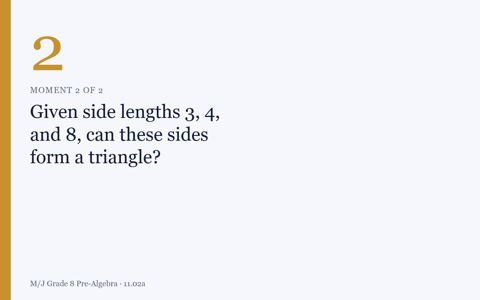 2
MOMENT 2 OF 2
Given side lengths 3, 4,
and 8, can these sides
form a triangle?
M/J Grade 8 Pre-Algebra · 11.02a